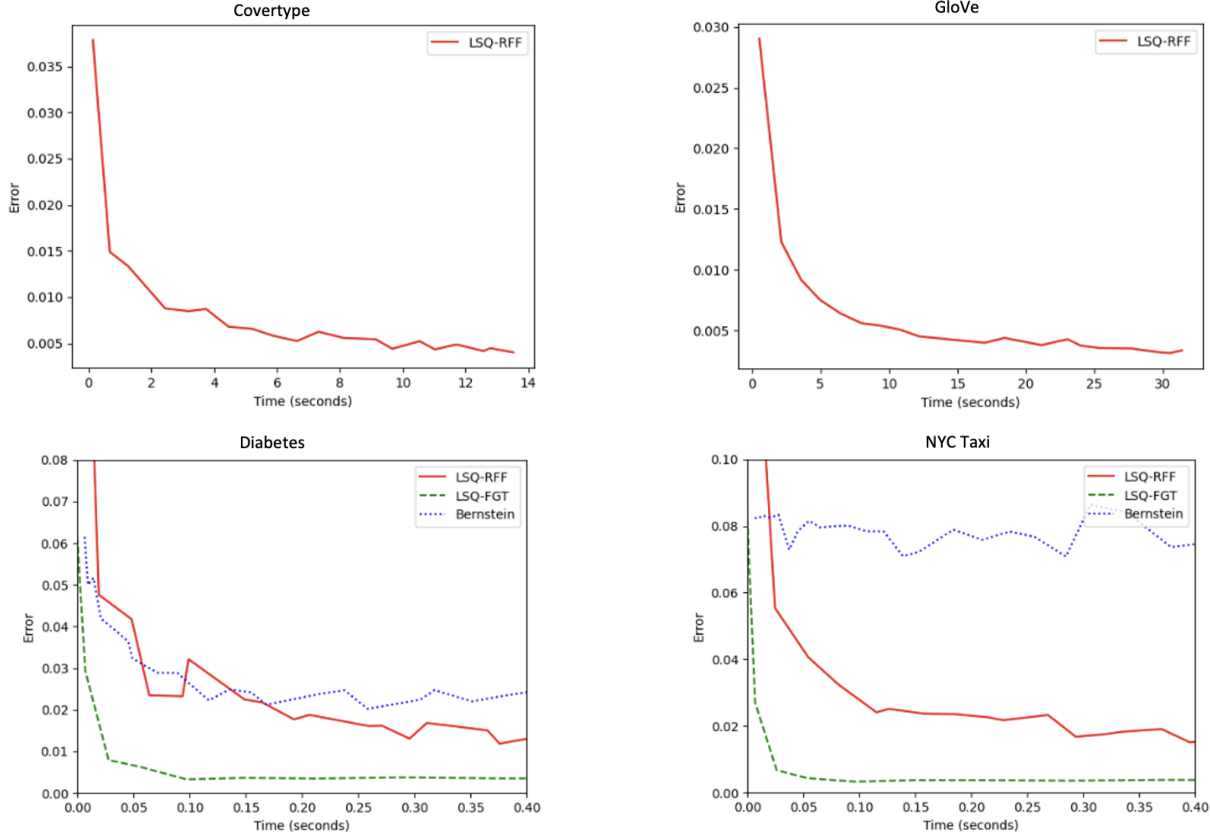 Covertype
LSQ-RFF
0.035
0.030
0.025
0.020
0.015
0.010
0.005
Error
0 2 4 6 8 10 12 14
Time (seconds)
GloVe
LSQ-RFF
0.030
0.025
0.020
0.015
0.010
0.005
Error
0 5 10 15 20 25 30
Time (seconds)
Diabetes
LSQ-RFF
LSQ-FGT
Bernstein
0.08
0.07
0.06
0.05
0.04
0.03
0.02
0.01
0.00
Error
0.00 0.05 0.10 0.15 0.20 0.25 0.30 0.35 0.40
Time (seconds)
NYC Taxi
LSQ-RFF
LSQ-FGT
Bernstein
0.10
0.08
0.06
0.04
0.02
0.00
Error
0.00 0.05 0.10 0.15 0.20 0.25 0.30 0.35 0.40
Time (seconds)